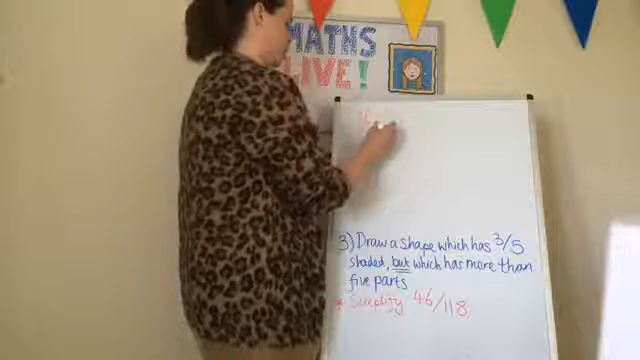 MATHS
LIVE!
3) Draw a shape which has 3/5
shaded, but which has more than
five parts
* Simplify 46/118